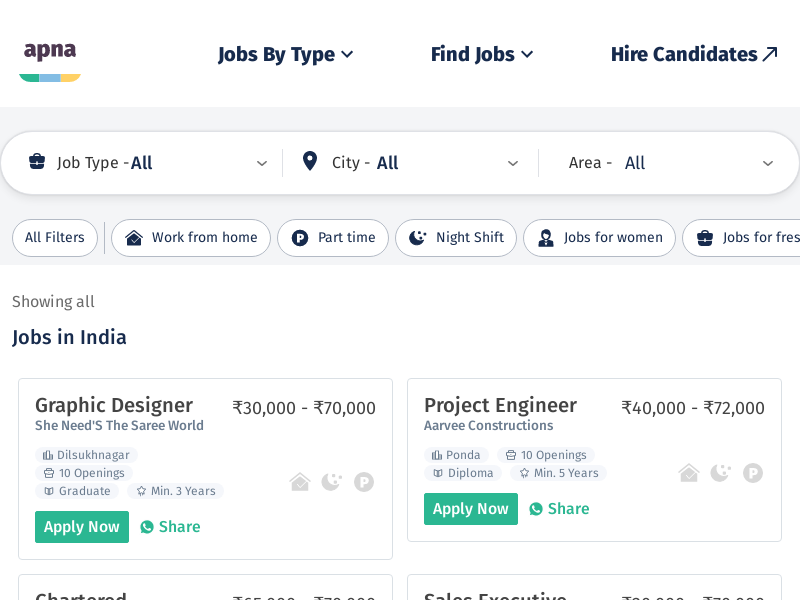 apna
Jobs By Type
Find Jobs
Hire Candidates
Job Type - All
City - All
Area - All
All Filters
Work from home
Part time
Night Shift
Jobs for women
Jobs for fres
Showing all
Jobs in India
Graphic Designer
₹30,000 - ₹70,000
She Need'S The Saree World
Dilsukhnagar
10 Openings
Graduate
Min. 3 Years
Apply Now
Share
Project Engineer
₹40,000 - ₹72,000
Aarvee Constructions
Ponda
10 Openings
Diploma
Min. 5 Years
Apply Now
Share
Chartered
Sales Executive